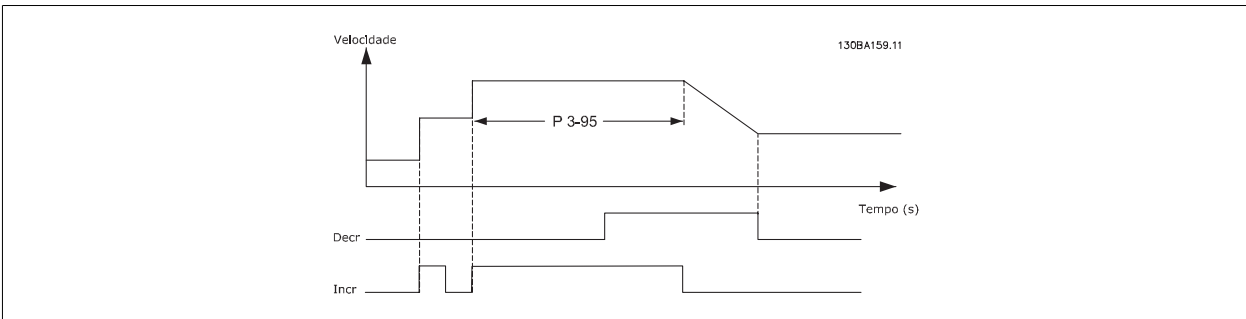 Velocidade
130BA159.11
P 3-95
Tempo (s)
Decr
Incr